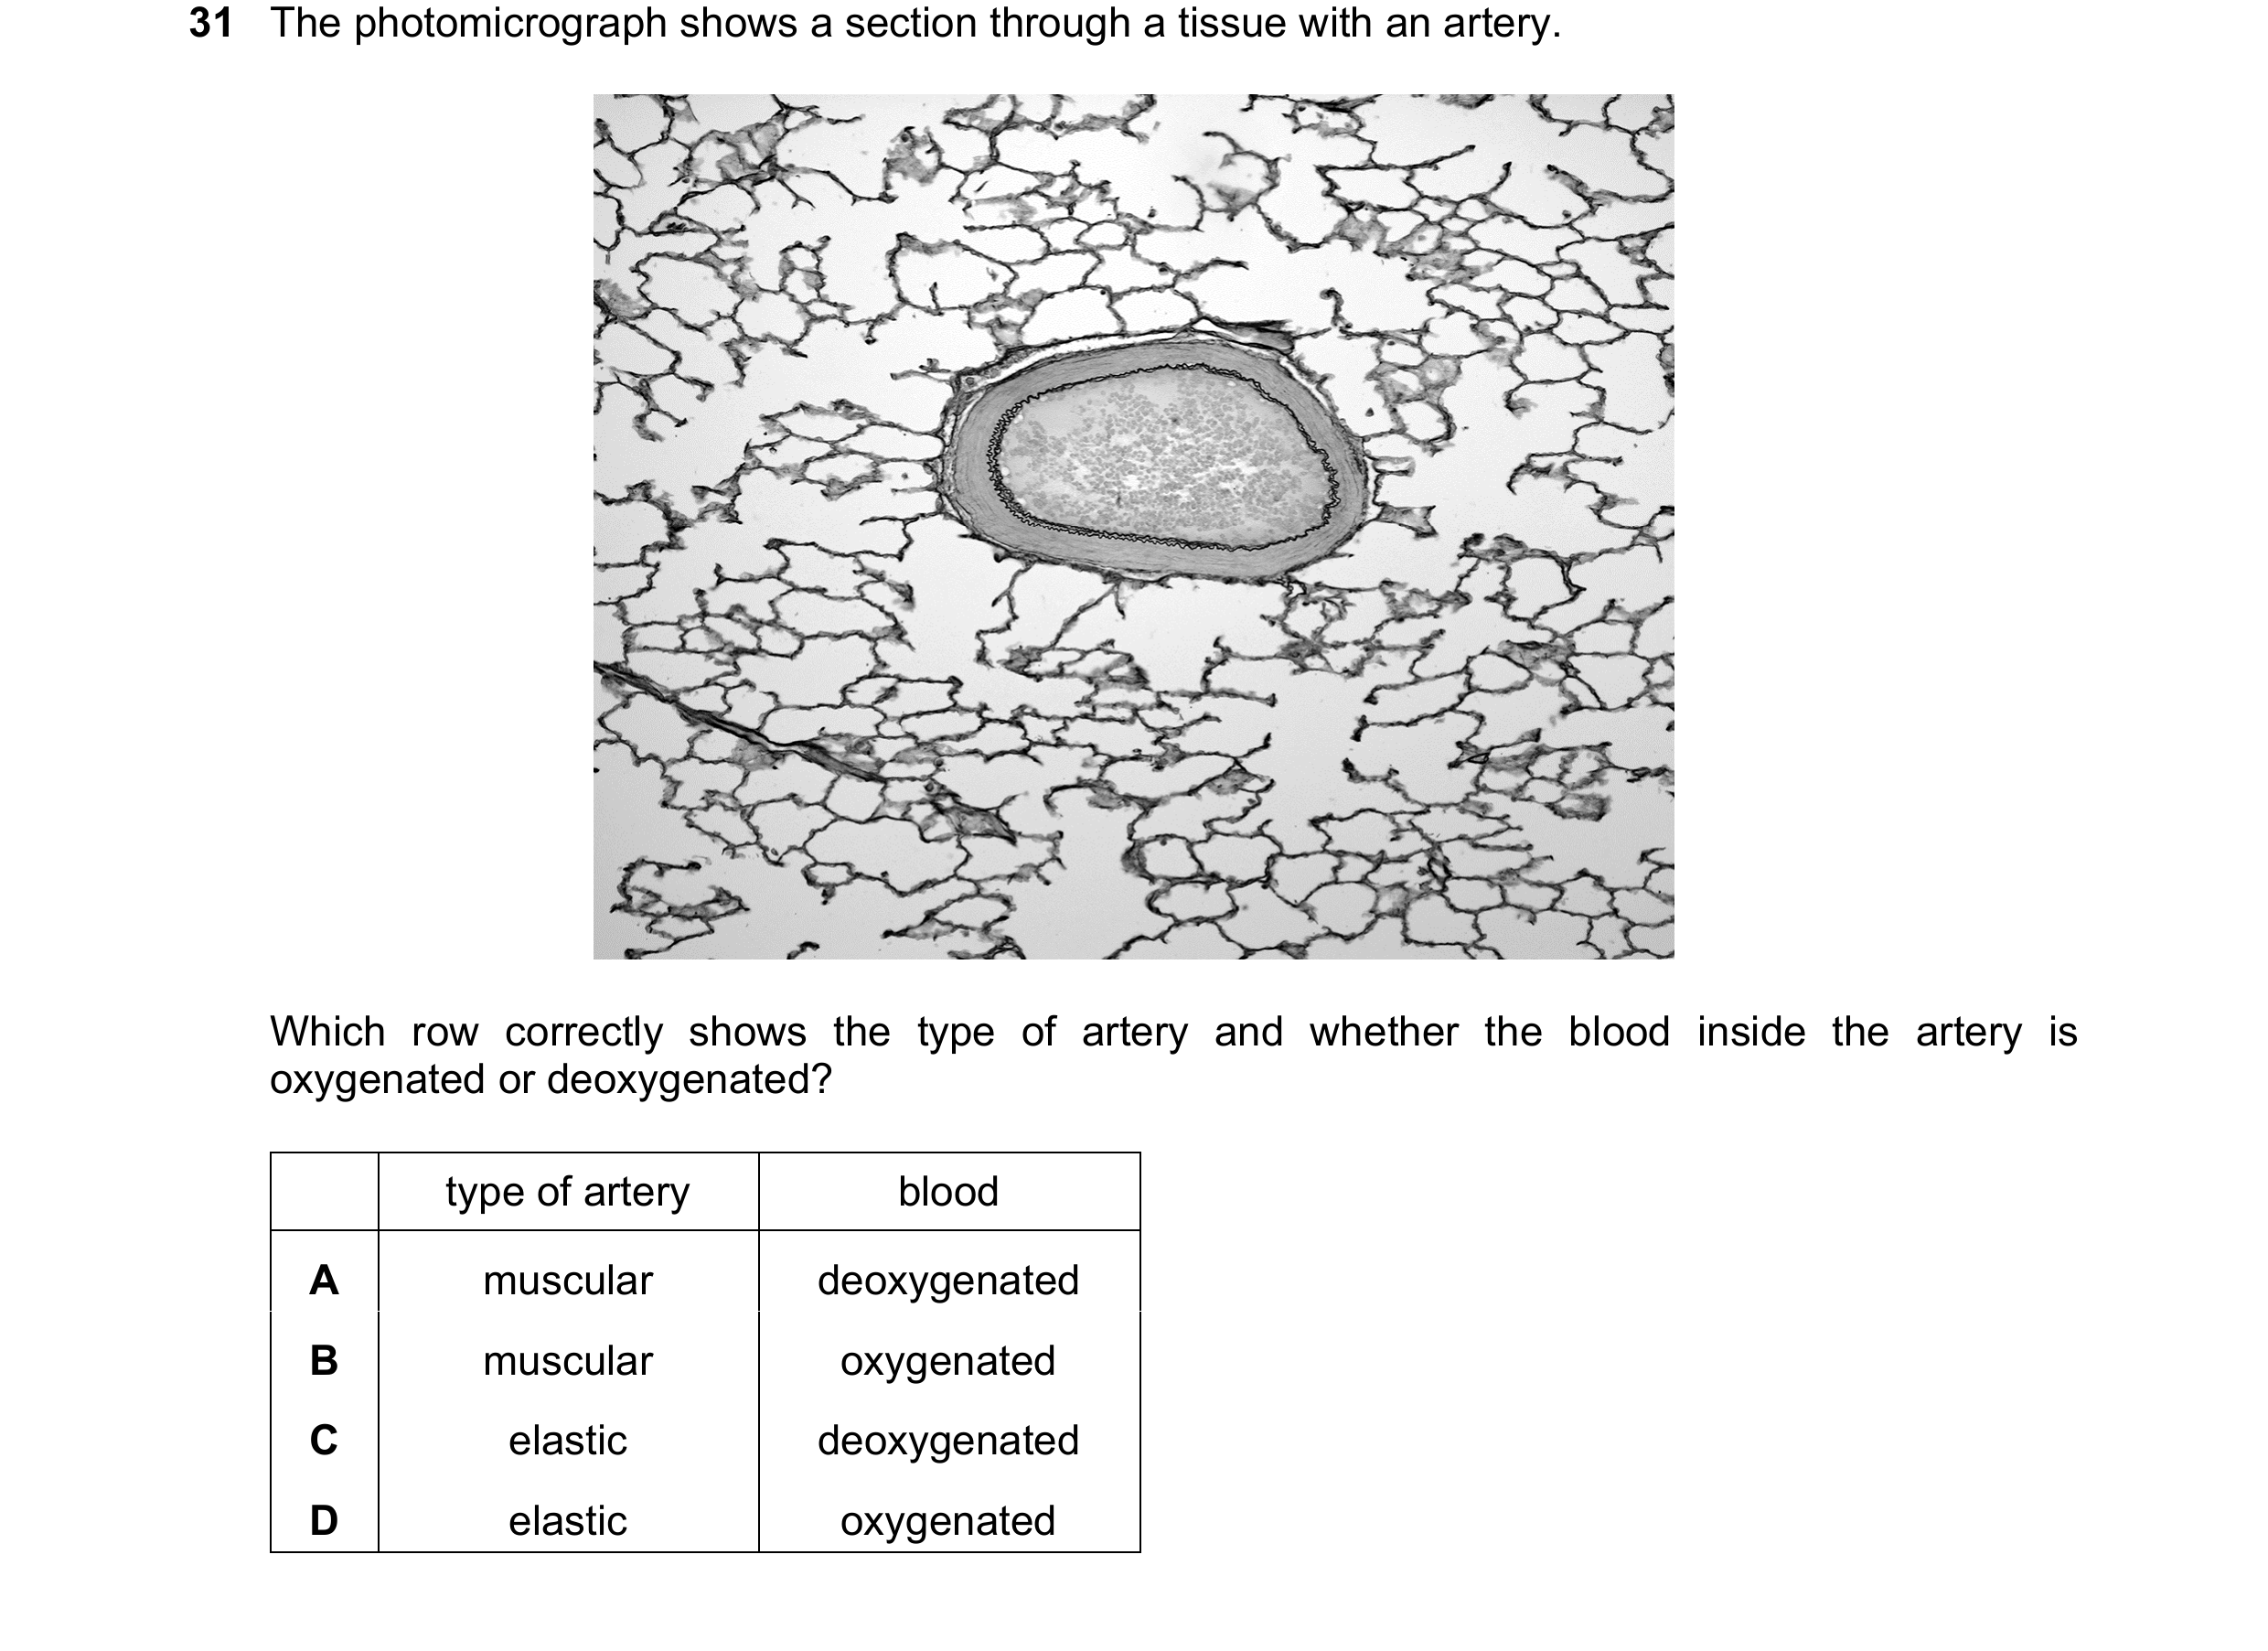 31 The photomicrograph shows a section through a tissue with an artery.
Which row correctly shows the type of artery and whether the blood inside the artery is
oxygenated or deoxygenated?
type of artery blood
A muscular deoxygenated
B muscular oxygenated
C elastic deoxygenated
D elastic oxygenated